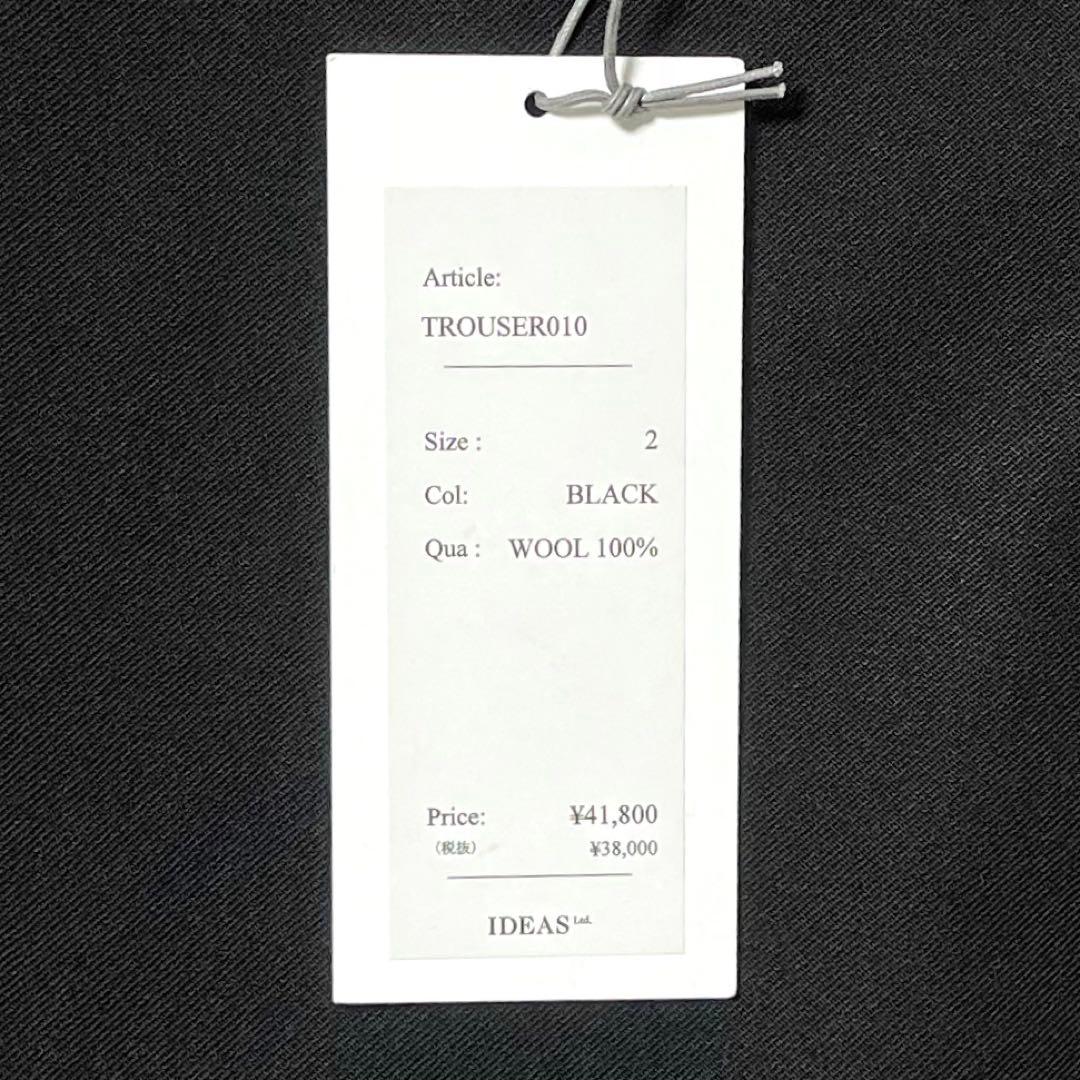 Article:
TROUSER010
Size : 2
Col: BLACK
Qua : WOOL 100%
Price: ¥41,800
(税抜) ¥38,000
IDEAS Ltd.